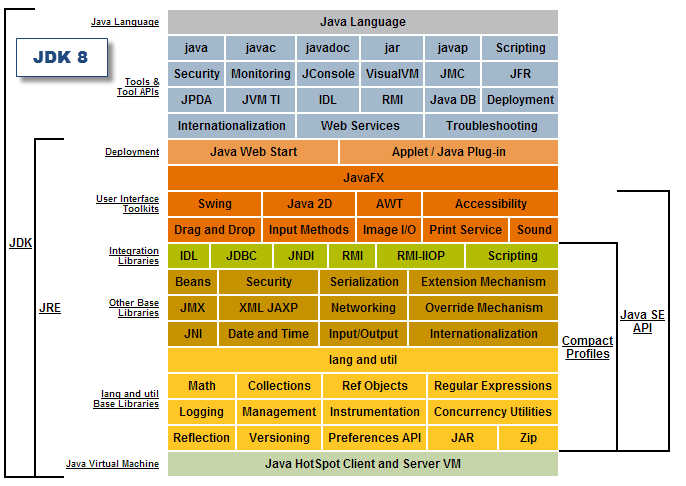 Java Language Java Language
JDK 8
java javac javadoc jar javap Scripting
Security Monitoring JConsole VisualVM JMC JFR
Tools &
Tool APIs
JPDA JVM TI IDL RMI Java DB Deployment
Internationalization Web Services Troubleshooting
Deployment Java Web Start Applet / Java Plug-in
JavaFX
User Interface
Toolkits
Swing Java 2D AWT Accessibility
Drag and Drop Input Methods Image I/O Print Service Sound
Integration
Libraries
IDL JDBC JNDI RMI RMI-IIOP Scripting
JDK
Beans Security Serialization Extension Mechanism
Other Base
Libraries
JMX XML JAXP Networking Override Mechanism
JRE
Java SE
API
JNI Date and Time Input/Output Internationalization
Compact
Profiles
lang and util
lang and util
Base Libraries
Math Collections Ref Objects Regular Expressions
Logging Management Instrumentation Concurrency Utilities
Reflection Versioning Preferences API JAR Zip
Java Virtual Machine Java HotSpot Client and Server VM